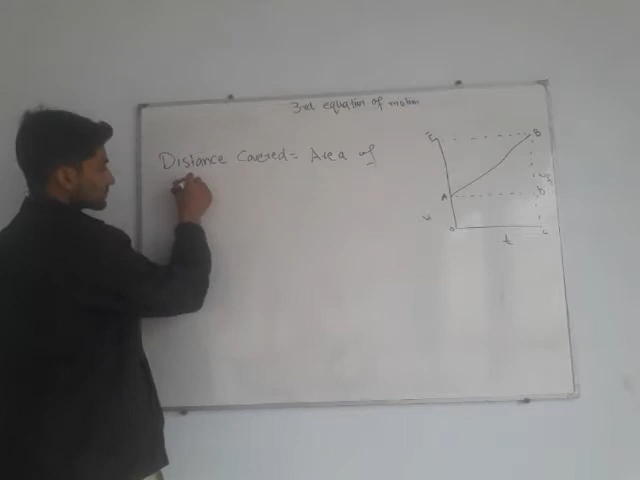 3rd equation of motion
Distance Covered = Area of
E
B
A
D
O
t
C